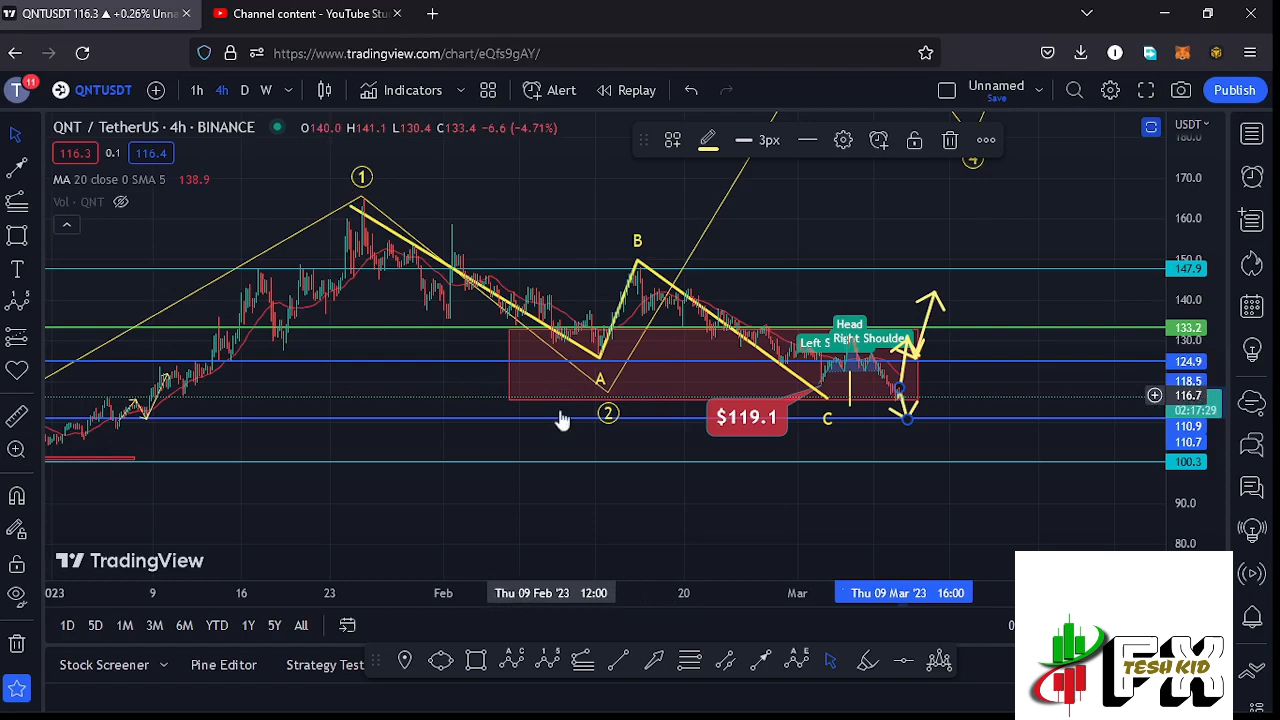 QNTUSDT 116.3 ▲ +0.26% Unna
Channel content - YouTube Stu
https://www.tradingview.com/chart/eQfs9gAY/
T 11 QNTUSDT 1h 4h D W Indicators Alert Replay Unnamed Save Publish
QNT / TetherUS · 4h · BINANCE O140.0 H141.1 L130.4 C133.4 -6.6 (-4.71%)
USDT
116.3 0.1 116.4
3px
MA 20 close 0 SMA 5 138.9
Vol · QNT
1
4
180.0
170.0
160.0
B
150.0
147.9
140.0
Head
133.2
Left S
Right Shoulde
130.0
124.9
A
118.5
116.7
02:17:29
2
$119.1
C
110.9
110.7
100.3
90.0
80.0
TradingView
023 9 16 23 Feb Thu 09 Feb '23 12:00 20 Mar Thu 09 Mar '23 16:00
1D 5D 1M 3M 6M YTD 1Y 5Y All
Stock Screener Pine Editor Strategy Test
FX
TESH KID